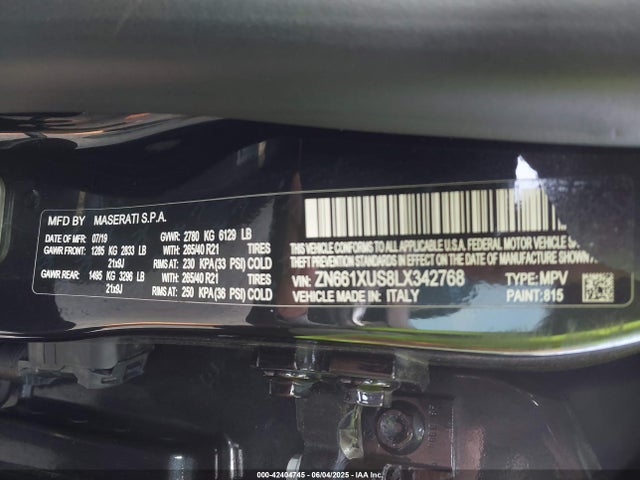 MFD BY MASERATI S.P.A.
DATE OF MFR: 07/19 GVWR: 2780 KG 6129 LB
GAWR FRONT: 1285 KG 2833 LB WITH: 265/40 R21 TIRES
21x9J RIMS AT: 230 KPA (33 PSI) COLD
GAWR REAR: 1495 KG 3296 LB WITH: 265/40 R21 TIRES
21x9J RIMS AT: 250 KPA (36 PSI) COLD
THIS VEHICLE CONFORMS TO ALL APPLICABLE U.S.A. FEDERAL MOTOR VEHICLE
IN EFFECT ON THE DATE OF MANUFACTURE SHOWN
VIN: ZN661XUS8LX342768 TYPE: MPV
VEHICLE MADE IN: ITALY PAINT: 815
000-42404745 - 06/04/2025 - IAA Inc.